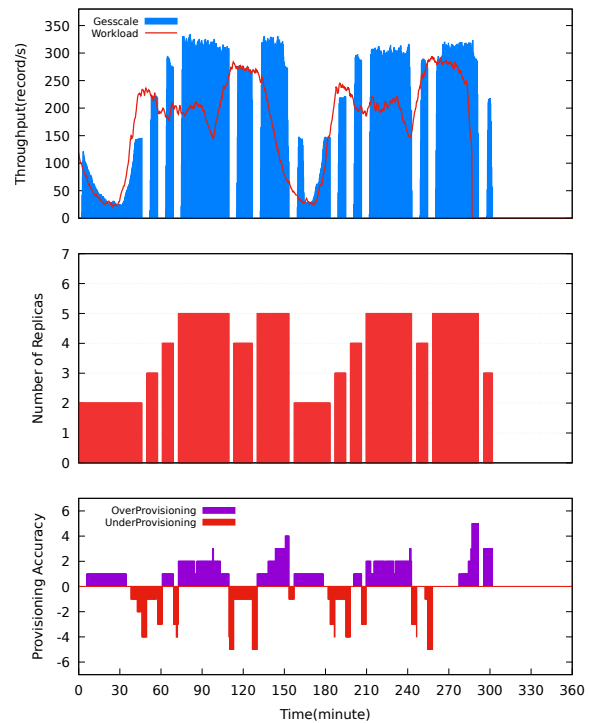 Throughput(record/s)
350
300
250
200
150
100
50
0
Gesscale
Workload
Number of Replicas
7
6
5
4
3
2
1
0
Provisioning Accuracy
6
4
2
0
-2
-4
-6
OverProvisioning
UnderProvisioning
0 30 60 90 120 150 180 210 240 270 300 330 360
Time(minute)